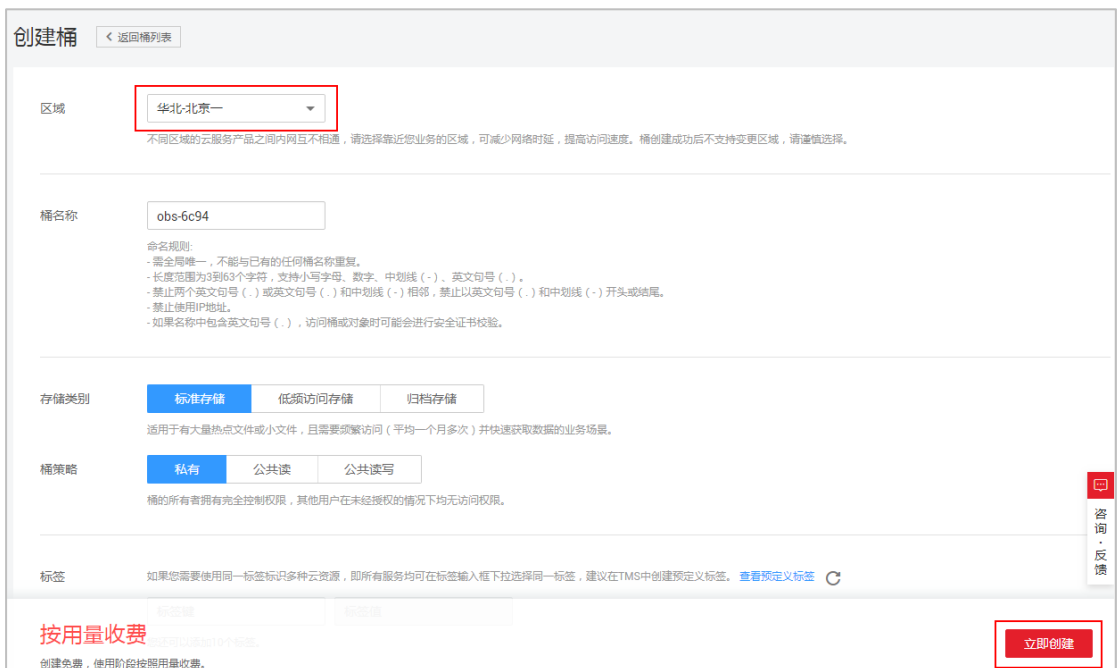 创建桶
< 返回桶列表
区域
华北-北京一
不同区域的云服务产品之间内网互不相通，请选择靠近您业务的区域，可减少网络时延，提高访问速度。桶创建成功后不支持变更区域，请谨慎选择。
桶名称
obs-6c94
命名规则:
- 需全局唯一，不能与已有的任何桶名称重复。
- 长度范围为3到63个字符，支持小写字母、数字、中划线（-）、英文句号（.）。
- 禁止两个英文句号（.）或英文句号（.）和中划线（-）相邻，禁止以英文句号（.）和中划线（-）开头或结尾。
- 禁止使用IP地址。
- 如果名称中包含英文句号（.），访问桶或对象时可能会进行安全证书校验。
存储类别
标准存储 低频访问存储 归档存储
适用于有大量热点文件或小文件，且需要频繁访问（平均一个月多次）并快速获取数据的业务场景。
桶策略
私有 公共读 公共读写
桶的所有者拥有完全控制权限，其他用户在未经授权的情况下均无访问权限。
咨询·反馈
标签
如果您需要使用同一标签标识多种云资源，即所有服务均可在标签输入框下拉选择同一标签，建议在TMS中创建预定义标签。 查看预定义标签
标签键 标签值
还可以添加10个标签。
按用量收费
创建免费，使用阶段按照用量收费。
立即创建